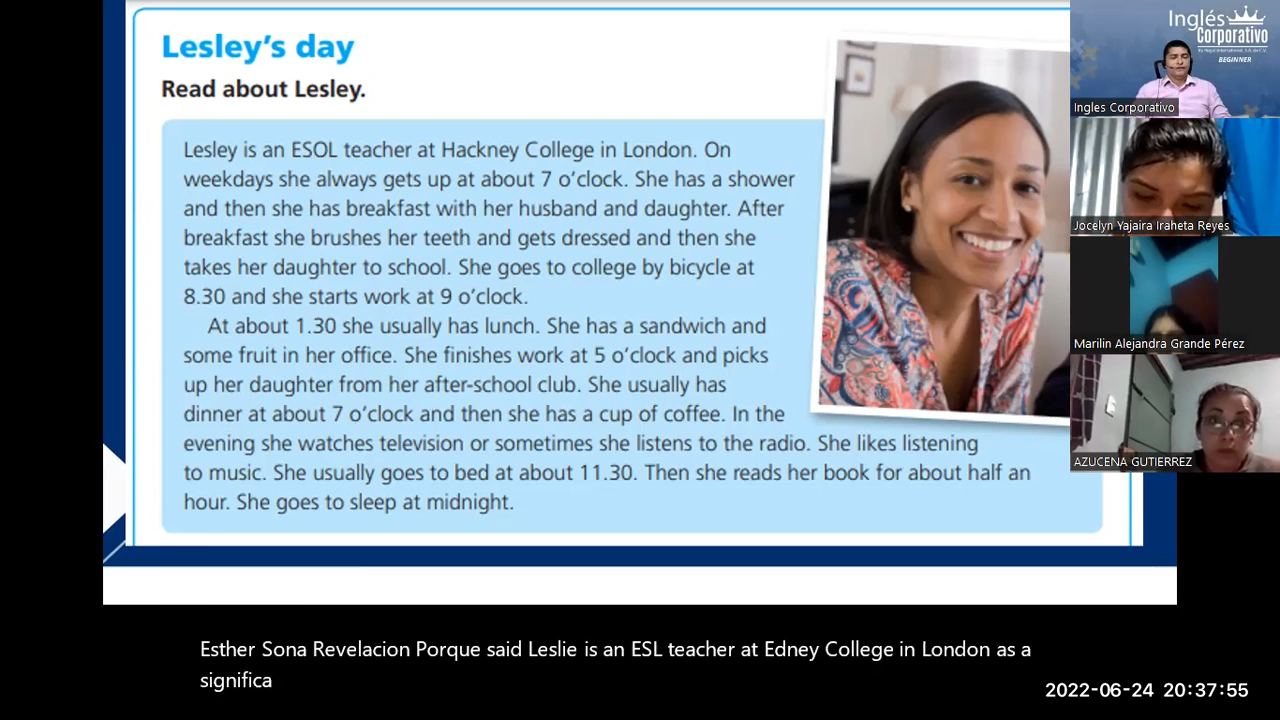 Lesley's day
Read about Lesley.
Lesley is an ESOL teacher at Hackney College in London. On
weekdays she always gets up at about 7 o'clock. She has a shower
and then she has breakfast with her husband and daughter. After
breakfast she brushes her teeth and gets dressed and then she
takes her daughter to school. She goes to college by bicycle at
8.30 and she starts work at 9 o'clock.
At about 1.30 she usually has lunch. She has a sandwich and
some fruit in her office. She finishes work at 5 o'clock and picks
up her daughter from her after-school club. She usually has
dinner at about 7 o'clock and then she has a cup of coffee. In the
evening she watches television or sometimes she listens to the radio. She likes listening
to music. She usually goes to bed at about 11.30. Then she reads her book for about half an
hour. She goes to sleep at midnight.
Inglés
Corporativo
BEGINNER
Ingles Corporativo
Jocelyn Yajaira Iraheta Reyes
Marilin Alejandra Grande Pérez
AZUCENA GUTIERREZ
Esther Sona Revelacion Porque said Leslie is an ESL teacher at Edney College in London as a
significa
2022-06-24 20:37:55